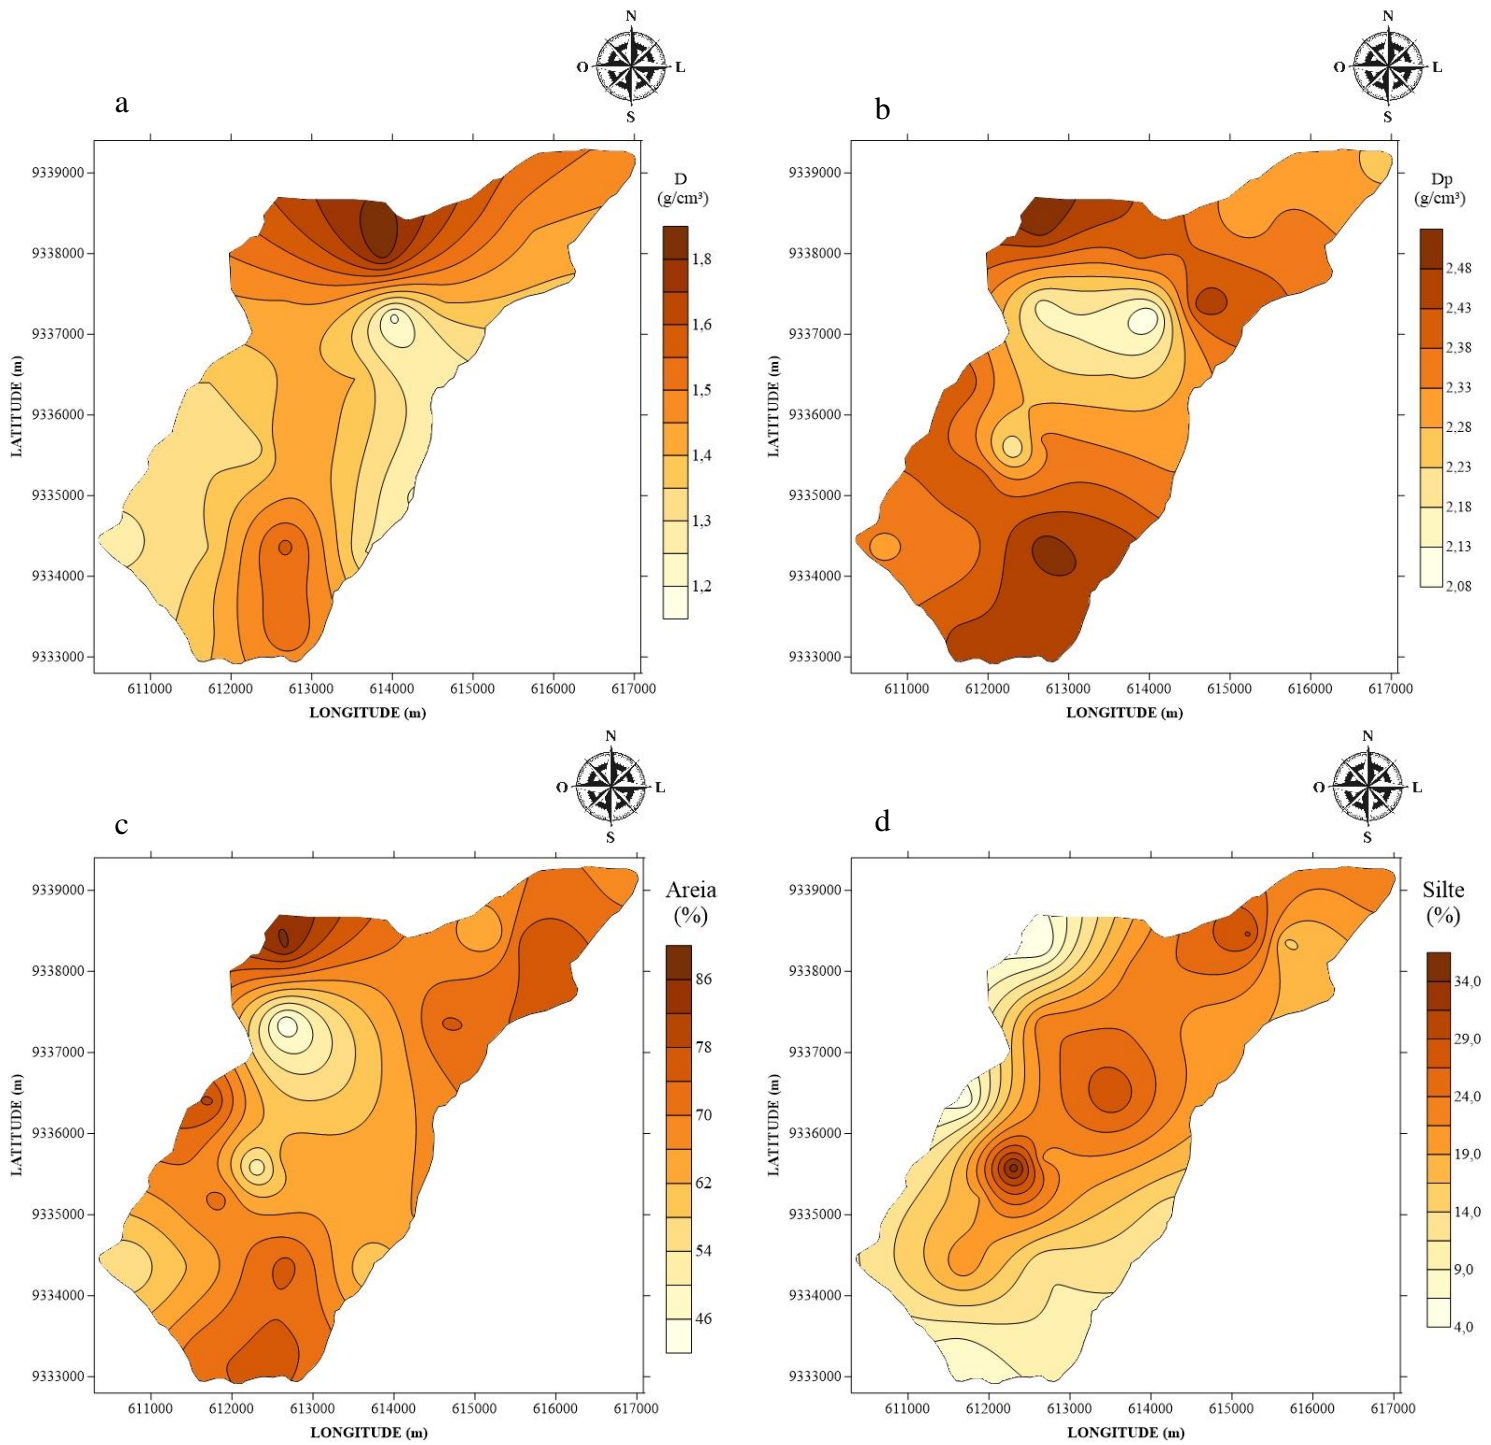 N
O L
S
a
D
(g/cm³)
1,8
1,6
1,5
1,4
1,3
1,2
9339000
9338000
9337000
9336000
9335000
9334000
9333000
LATITUDE (m)
611000 612000 613000 614000 615000 616000 617000
LONGITUDE (m)
N
O L
S
b
Dp
(g/cm³)
2,48
2,43
2,38
2,33
2,28
2,23
2,18
2,13
2,08
9339000
9338000
9337000
9336000
9335000
9334000
9333000
LATITUDE (m)
611000 612000 613000 614000 615000 616000 617000
LONGITUDE (m)
N
O L
S
c
Areia
(%)
86
78
70
62
54
46
9339000
9338000
9337000
9336000
9335000
9334000
9333000
LATITUDE (m)
611000 612000 613000 614000 615000 616000 617000
LONGITUDE (m)
N
O L
S
d
Silte
(%)
34,0
29,0
24,0
19,0
14,0
9,0
4,0
9339000
9338000
9337000
9336000
9335000
9334000
9333000
LATITUDE (m)
611000 612000 613000 614000 615000 616000 617000
LONGITUDE (m)